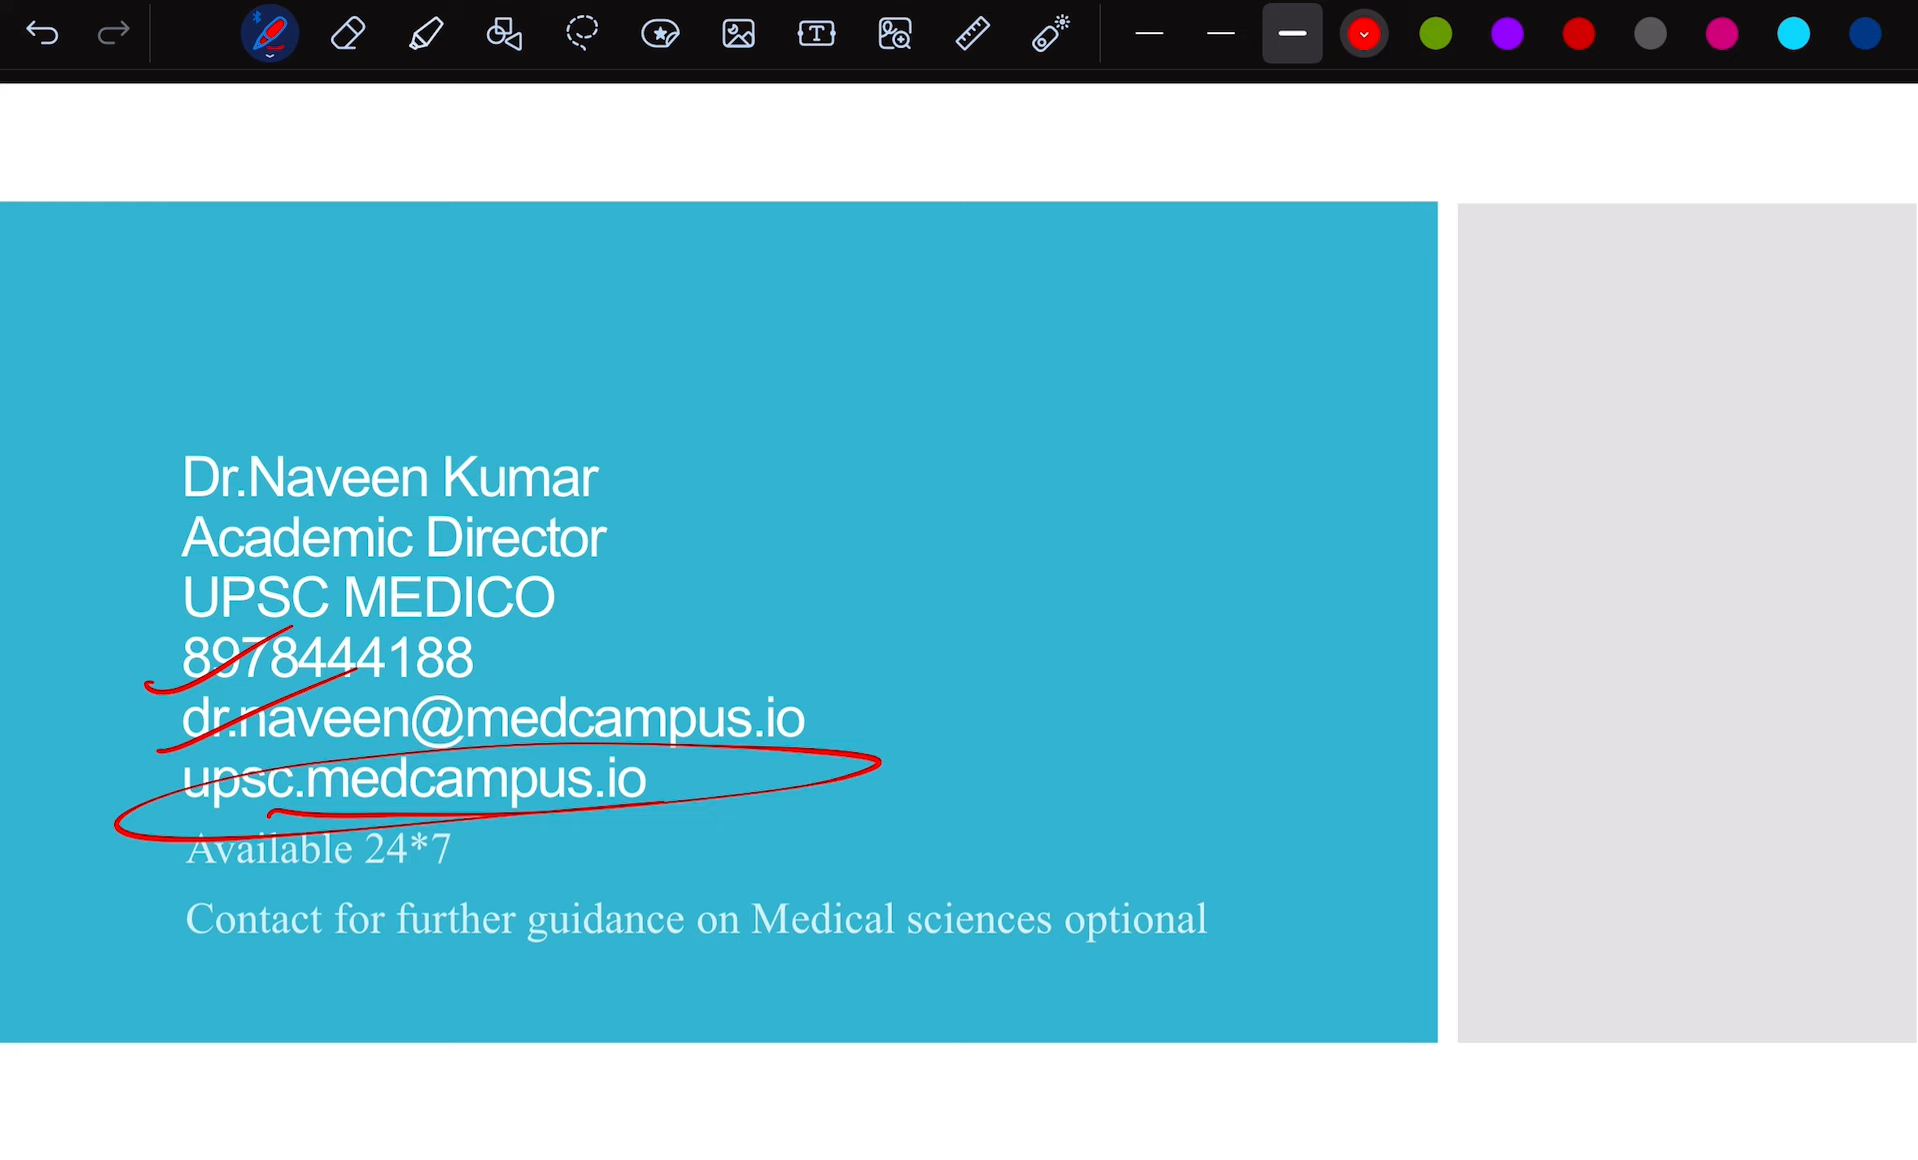 Dr.Naveen Kumar
Academic Director
UPSC MEDICO
8978444188
dr.naveen@medcampus.io
upsc.medcampus.io
Available 24*7
Contact for further guidance on Medical sciences optional